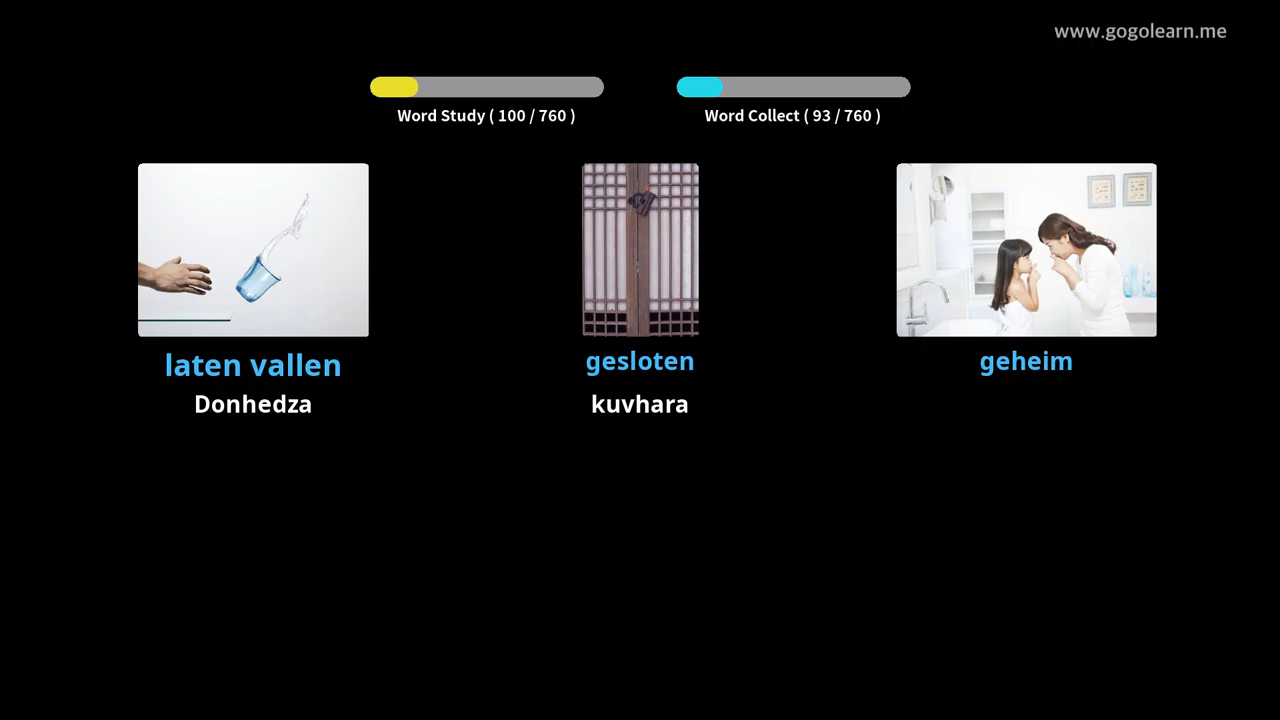 www.gogolearn.me
Word Study ( 100 / 760 )
Word Collect ( 93 / 760 )
laten vallen
gesloten
geheim
Donhedza
kuvhara